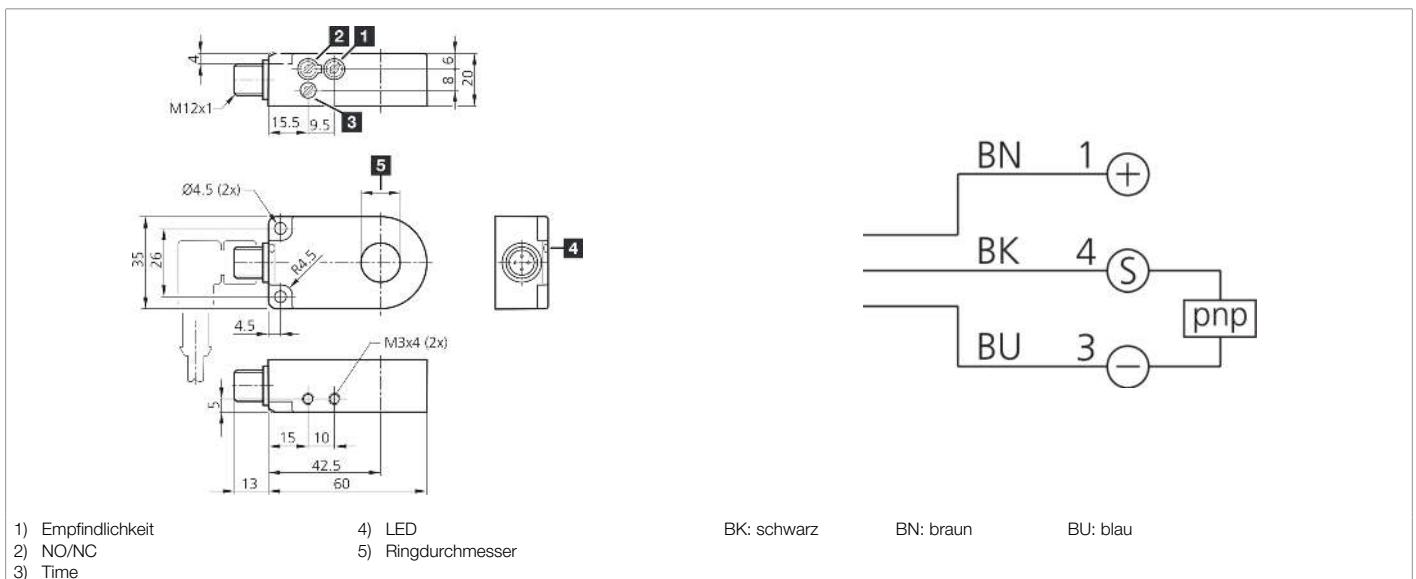 2 1
4
6
8
20
M12x1
15.5 9.5 3
5
Ø4.5 (2x)
35
26
R4.5
4
4.5
M3x4 (2x)
5
15 10
42.5
13 60
BN 1 +
BK 4 S
pnp
BU 3 −
1) Empfindlichkeit
2) NO/NC
3) Time
4) LED
5) Ringdurchmesser
BK: schwarz BN: braun BU: blau